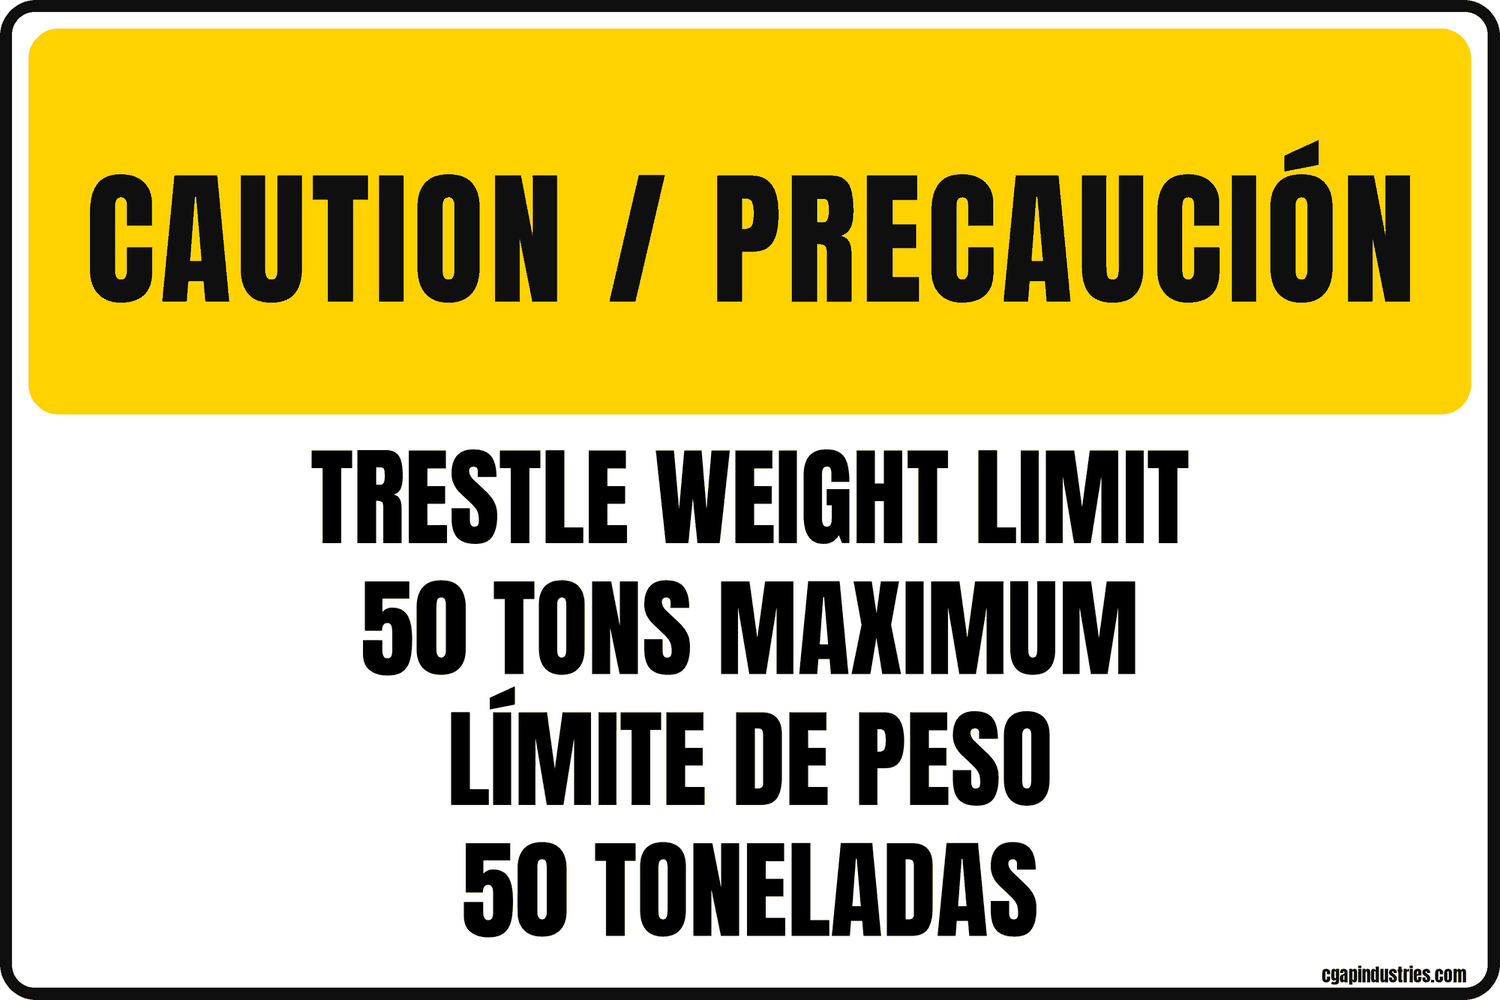 CAUTION / PRECAUCIÓN
TRESTLE WEIGHT LIMIT
50 TONS MAXIMUM
LÍMITE DE PESO
50 TONELADAS
cgapindustries.com